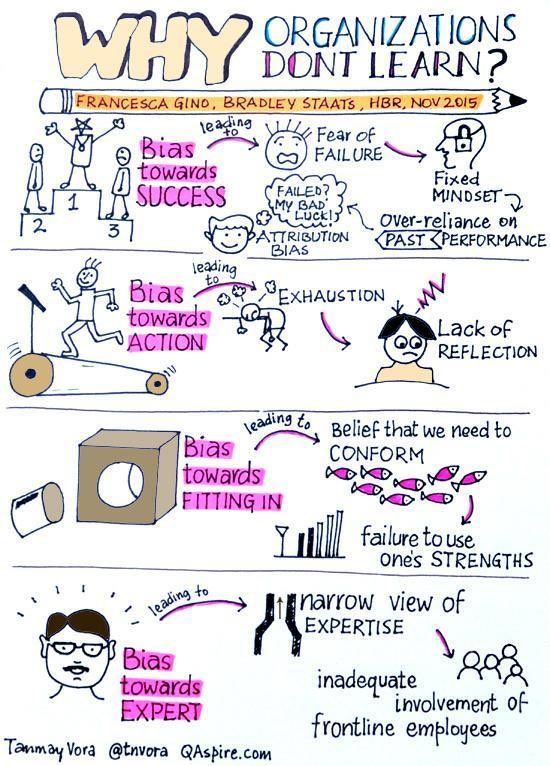 WHY ORGANIZATIONS
DONT LEARN?
FRANCESCA GINO, BRADLEY STAATS, HBR, NOV 2015
Bias
towards
SUCCESS
leading
to
Fear of
FAILURE
Fixed
MINDSET
Over-reliance on
PAST PERFORMANCE
FAILED?
MY BAD
LUCK!
ATTRIBUTION
BIAS
2
1
3
Bias
towards
ACTION
leading
to
EXHAUSTION
Lack of
REFLECTION
Bias
towards
FITTING IN
leading to
Belief that we need to
CONFORM
failure to use
one's STRENGTHS
Bias
towards
EXPERT
leading to
narrow view of
EXPERTISE
inadequate
involvement of
frontline employees
Tanmay Vora @tnvora QAspire.com